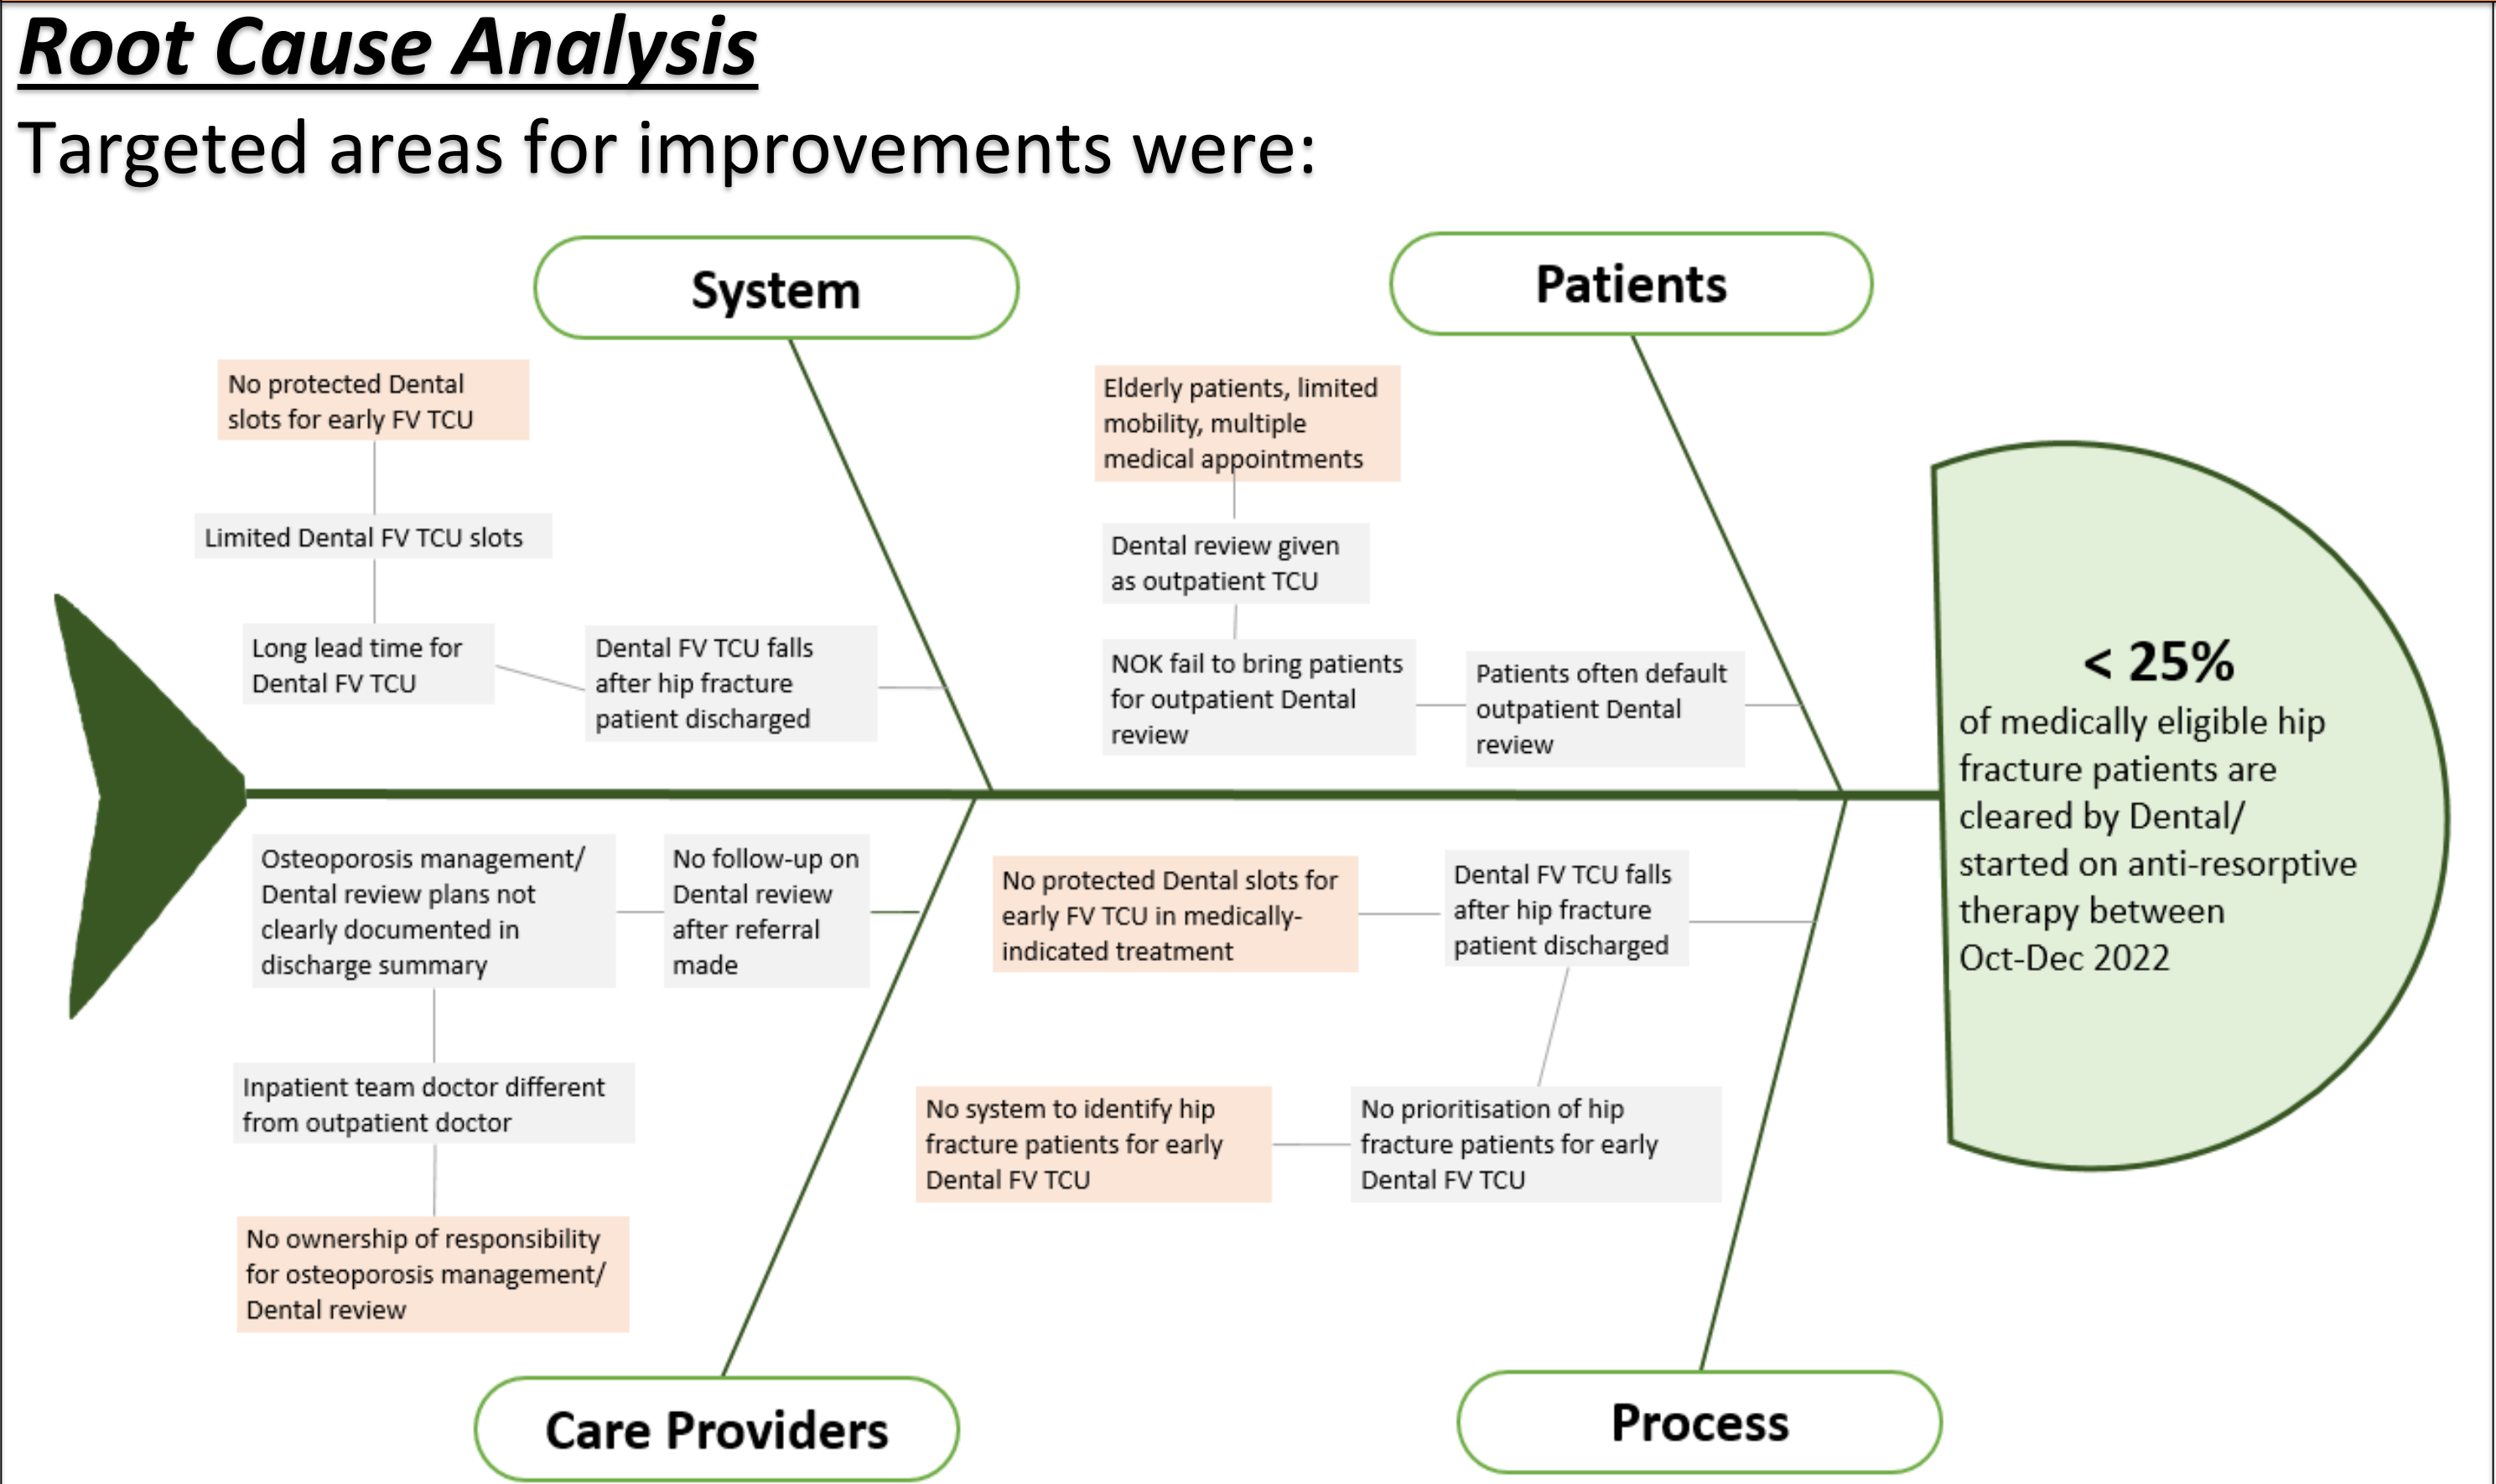 Root Cause Analysis
Targeted areas for improvements were:
System
Patients
No protected Dental
slots for early FV TCU
Limited Dental FV TCU slots
Long lead time for
Dental FV TCU
Dental FV TCU falls
after hip fracture
patient discharged
Elderly patients, limited
mobility, multiple
medical appointments
Dental review given
as outpatient TCU
NOK fail to bring patients
for outpatient Dental
review
Patients often default
outpatient Dental
review
< 25%
of medically eligible hip
fracture patients are
cleared by Dental/
started on anti-resorptive
therapy between
Oct-Dec 2022
Osteoporosis management/
Dental review plans not
clearly documented in
discharge summary
No follow-up on
Dental review
after referral
made
Inpatient team doctor different
from outpatient doctor
No ownership of responsibility
for osteoporosis management/
Dental review
No protected Dental slots for
early FV TCU in medically-
indicated treatment
Dental FV TCU falls
after hip fracture
patient discharged
No system to identify hip
fracture patients for early
Dental FV TCU
No prioritisation of hip
fracture patients for early
Dental FV TCU
Care Providers
Process